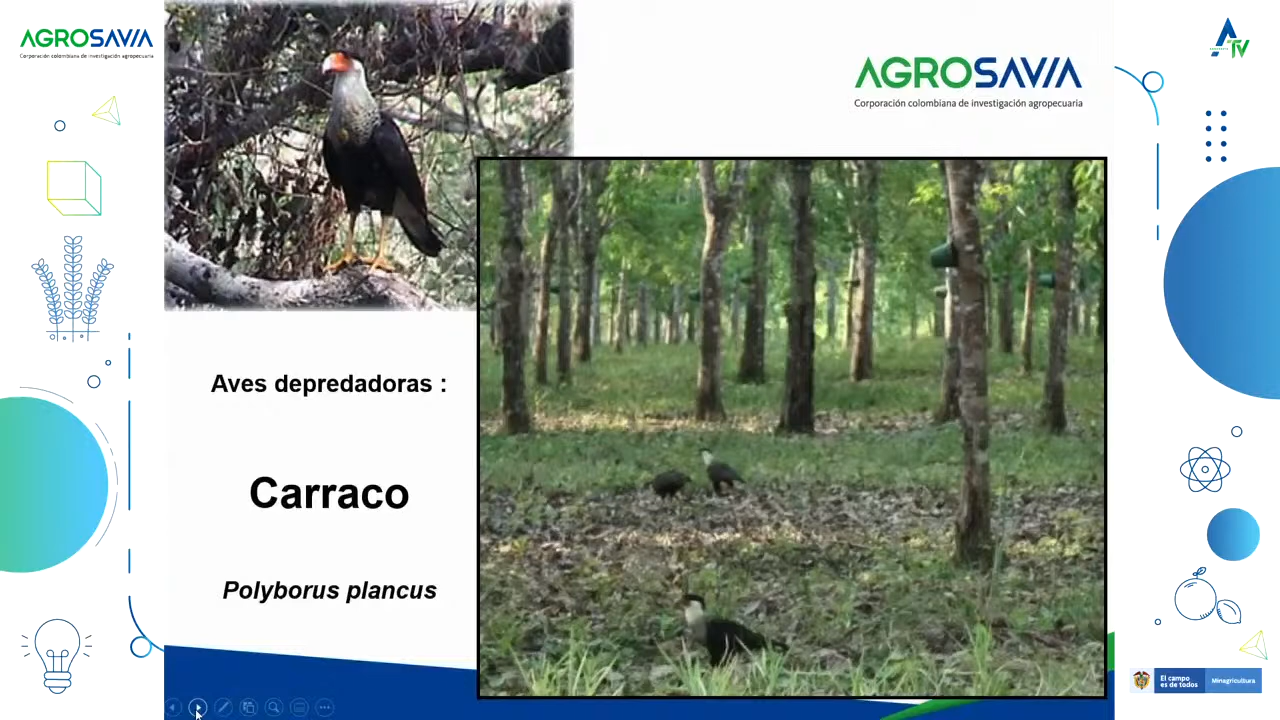 AGROSAVIA
Corporación colombiana de investigación agropecuaria
TV
AGROSAVIA
Corporación colombiana de investigación agropecuaria
Aves depredadoras :
Carraco
Polyborus plancus
El campo
es de todos
Minagricultura